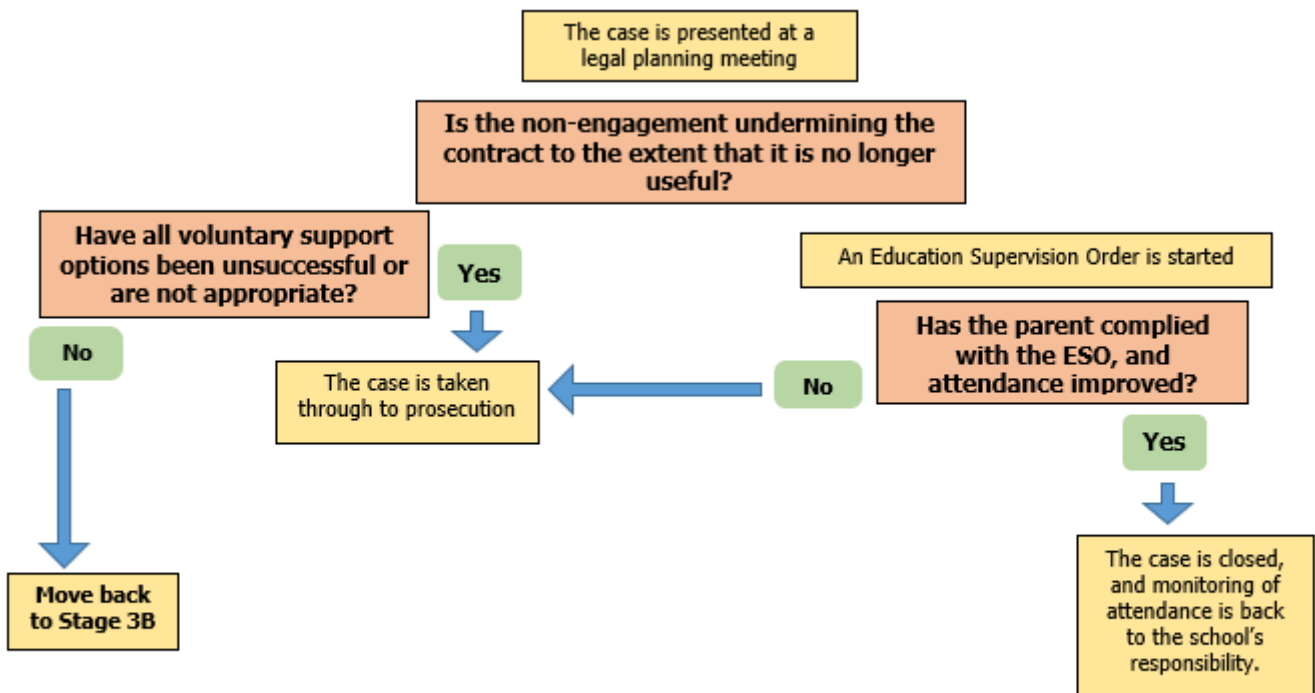 The case is presented at a
legal planning meeting
Is the non-engagement undermining the
contract to the extent that it is no longer
useful?
Have all voluntary support
options been unsuccessful or
are not appropriate?
Yes
An Education Supervision Order is started
No
Has the parent complied
with the ESO, and
attendance improved?
The case is taken
through to prosecution
No
Yes
Move back
to Stage 3B
The case is closed,
and monitoring of
attendance is back
to the school's
responsibility.